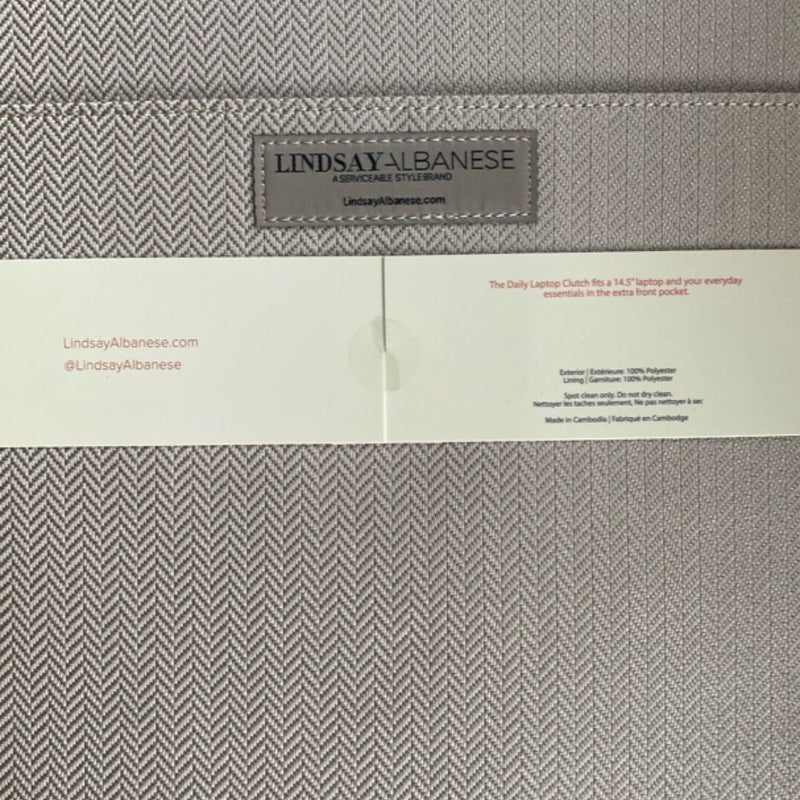 LINDSAYALBANESE
A SERVICEABLE STYLE BRAND
LindsayAlbanese.com
LindsayAlbanese.com
@LindsayAlbanese
The Daily Laptop Clutch fits a 14.5" laptop and your everyday
essentials in the extra front pocket.
Exterior | Extérieure: 100% Polyester
Lining | Garniture: 100% Polyester
Spot clean only. Do not dry clean.
Nettoyer les taches seulement, Ne pas nettoyer à sec
Made in Cambodia | Fabriqué en Cambodge